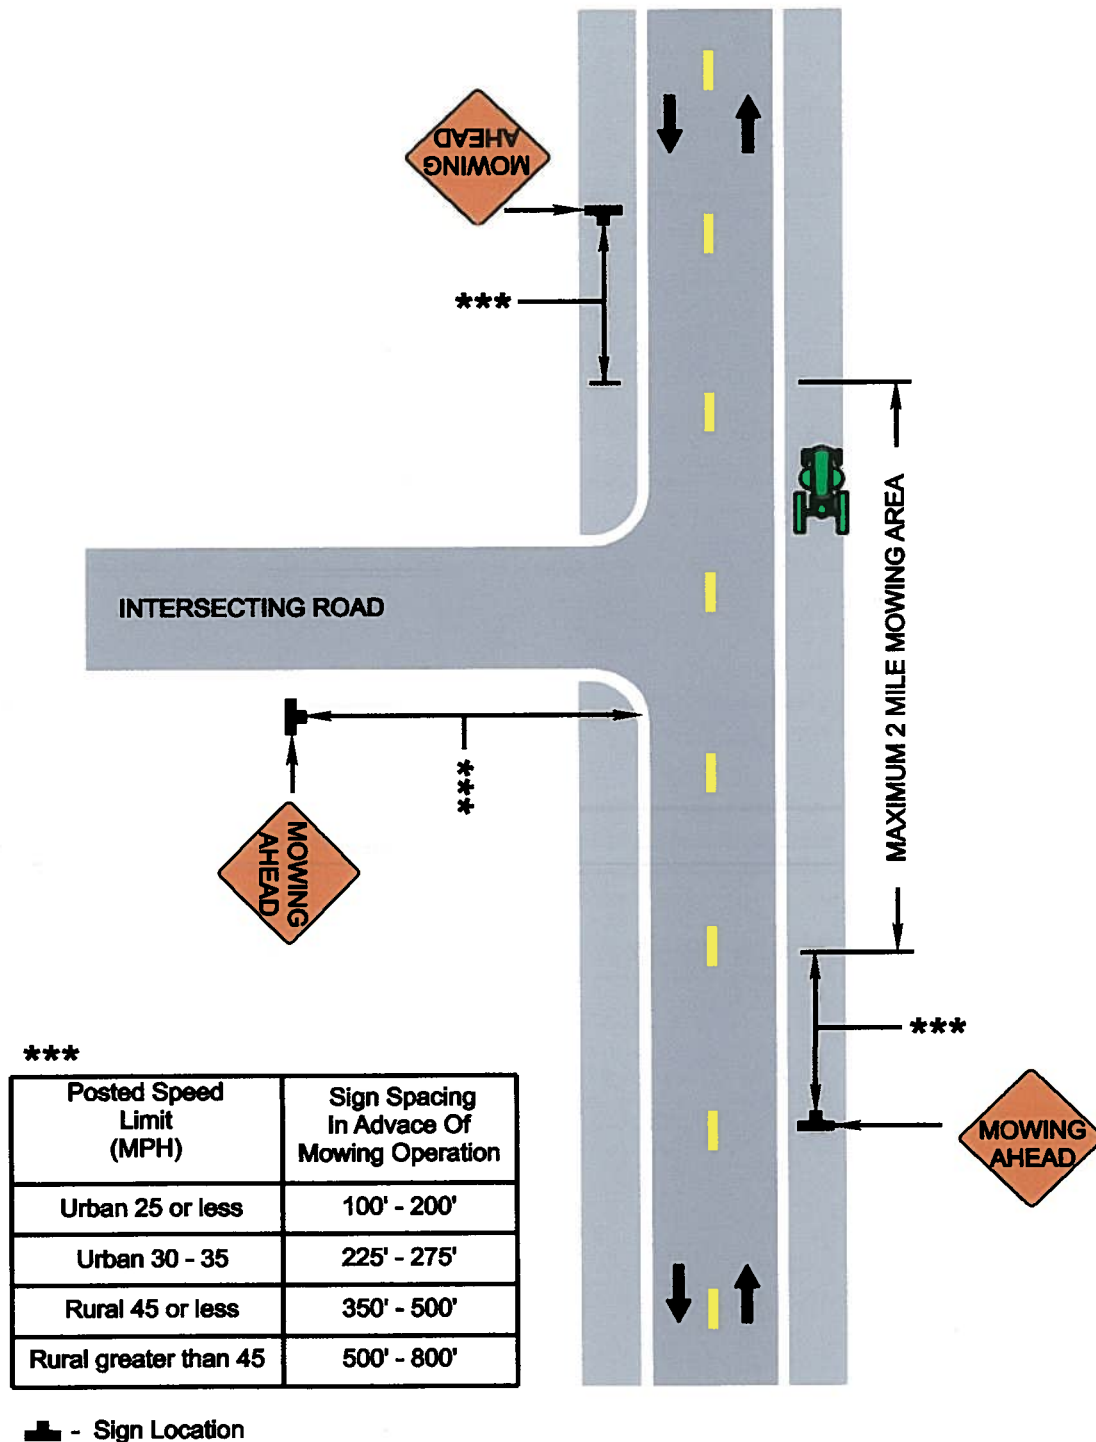 MOWING
AHEAD
***
MAXIMUM 2 MILE MOWING AREA
INTERSECTING ROAD
***
MOWING
AHEAD
***
MOWING
AHEAD
***
Posted Speed
Limit
(MPH)
Sign Spacing
In Advace Of
Mowing Operation
Urban 25 or less
100' - 200'
Urban 30 - 35
225' - 275'
Rural 45 or less
350' - 500'
Rural greater than 45
500' - 800'
- Sign Location